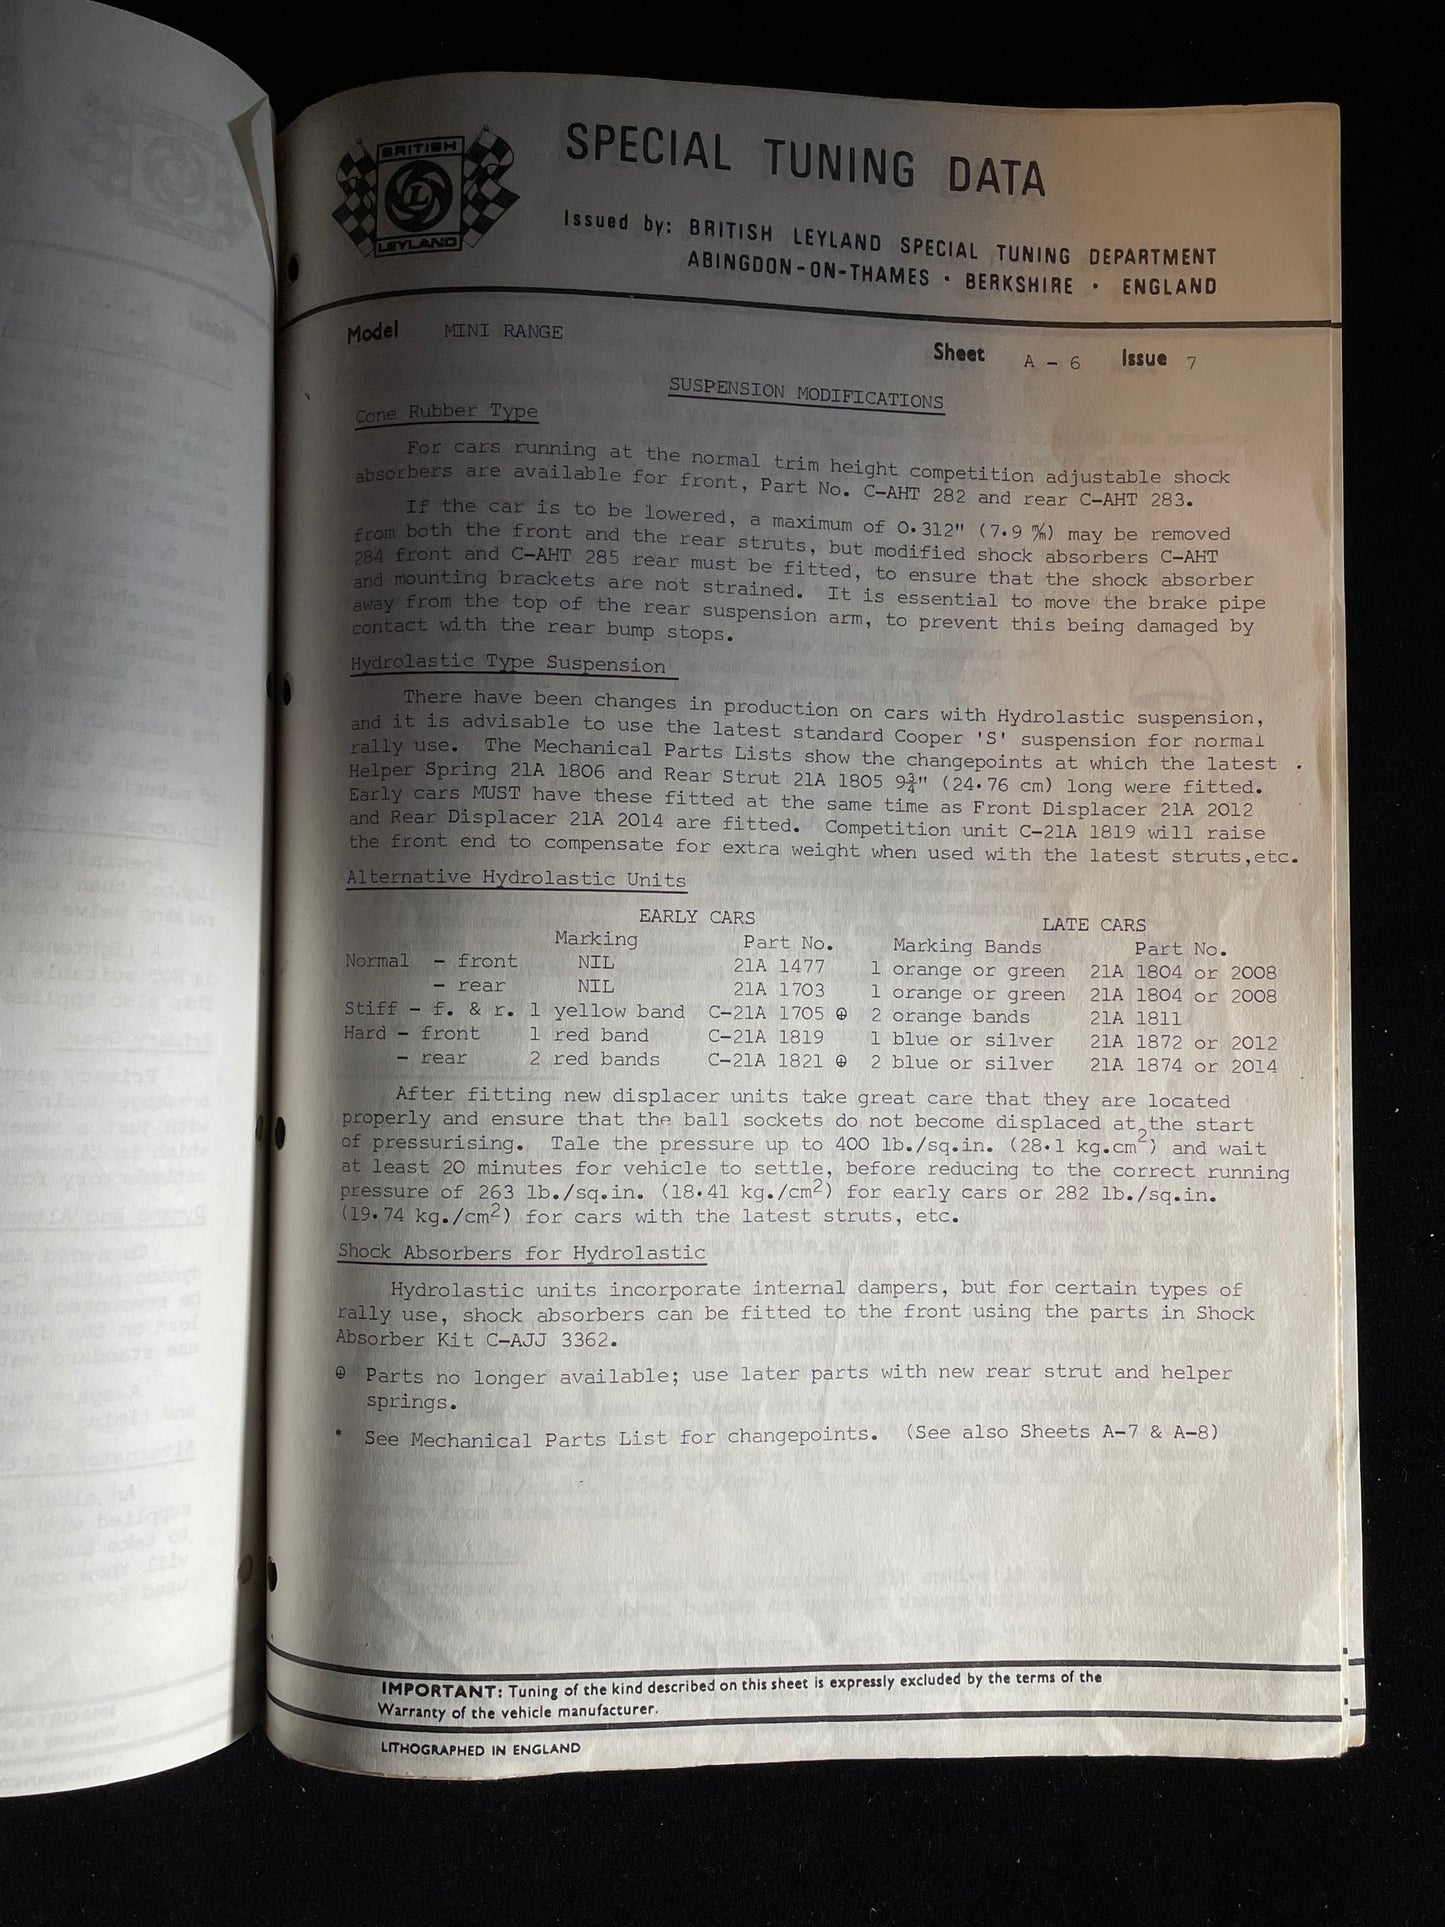 BRITISH
L
LEYLAND
SPECIAL TUNING DATA
Issued by: BRITISH LEYLAND SPECIAL TUNING DEPARTMENT
ABINGDON-ON-THAMES · BERKSHIRE · ENGLAND
Model MINI RANGE
Sheet A - 6 Issue 7
SUSPENSION MODIFICATIONS
Cone Rubber Type
For cars running at the normal trim height competition adjustable shock
absorbers are available for front, Part No. C-AHT 282 and rear C-AHT 283.
If the car is to be lowered, a maximum of 0.312" (7.9 m/m) may be removed
from both the front and the rear struts, but modified shock absorbers C-AHT
284 front and C-AHT 285 rear must be fitted, to ensure that the shock absorber
and mounting brackets are not strained. It is essential to move the brake pipe
away from the top of the rear suspension arm, to prevent this being damaged by
contact with the rear bump stops.
Hydrolastic Type Suspension
There have been changes in production on cars with Hydrolastic suspension,
and it is advisable to use the latest standard Cooper 'S' suspension for normal
rally use. The Mechanical Parts Lists show the changepoints at which the latest .
Helper Spring 21A 1806 and Rear Strut 21A 1805 9¾" (24.76 cm) long were fitted.
Early cars MUST have these fitted at the same time as Front Displacer 21A 2012
and Rear Displacer 21A 2014 are fitted. Competition unit C-21A 1819 will raise
the front end to compensate for extra weight when used with the latest struts,etc.
Alternative Hydrolastic Units
EARLY CARS LATE CARS
Marking Part No. Marking Bands Part No.
Normal - front NIL 21A 1477 1 orange or green 21A 1804 or 2008
- rear NIL 21A 1703 1 orange or green 21A 1804 or 2008
Stiff - f. & r. 1 yellow band C-21A 1705 ⊕ 2 orange bands 21A 1811
Hard - front 1 red band C-21A 1819 1 blue or silver 21A 1872 or 2012
- rear 2 red bands C-21A 1821 ⊕ 2 blue or silver 21A 1874 or 2014
After fitting new displacer units take great care that they are located
properly and ensure that the ball sockets do not become displaced at the start
of pressurising. Tale the pressure up to 400 lb./sq.in. (28.1 kg.cm²) and wait
at least 20 minutes for vehicle to settle, before reducing to the correct running
pressure of 263 lb./sq.in. (18.41 kg./cm²) for early cars or 282 lb./sq.in.
(19.74 kg./cm²) for cars with the latest struts, etc.
Shock Absorbers for Hydrolastic
Hydrolastic units incorporate internal dampers, but for certain types of
rally use, shock absorbers can be fitted to the front using the parts in Shock
Absorber Kit C-AJJ 3362.
⊕ Parts no longer available; use later parts with new rear strut and helper
springs.
* See Mechanical Parts List for changepoints. (See also Sheets A-7 & A-8)
IMPORTANT: Tuning of the kind described on this sheet is expressly excluded by the terms of the
Warranty of the vehicle manufacturer.
LITHOGRAPHED IN ENGLAND